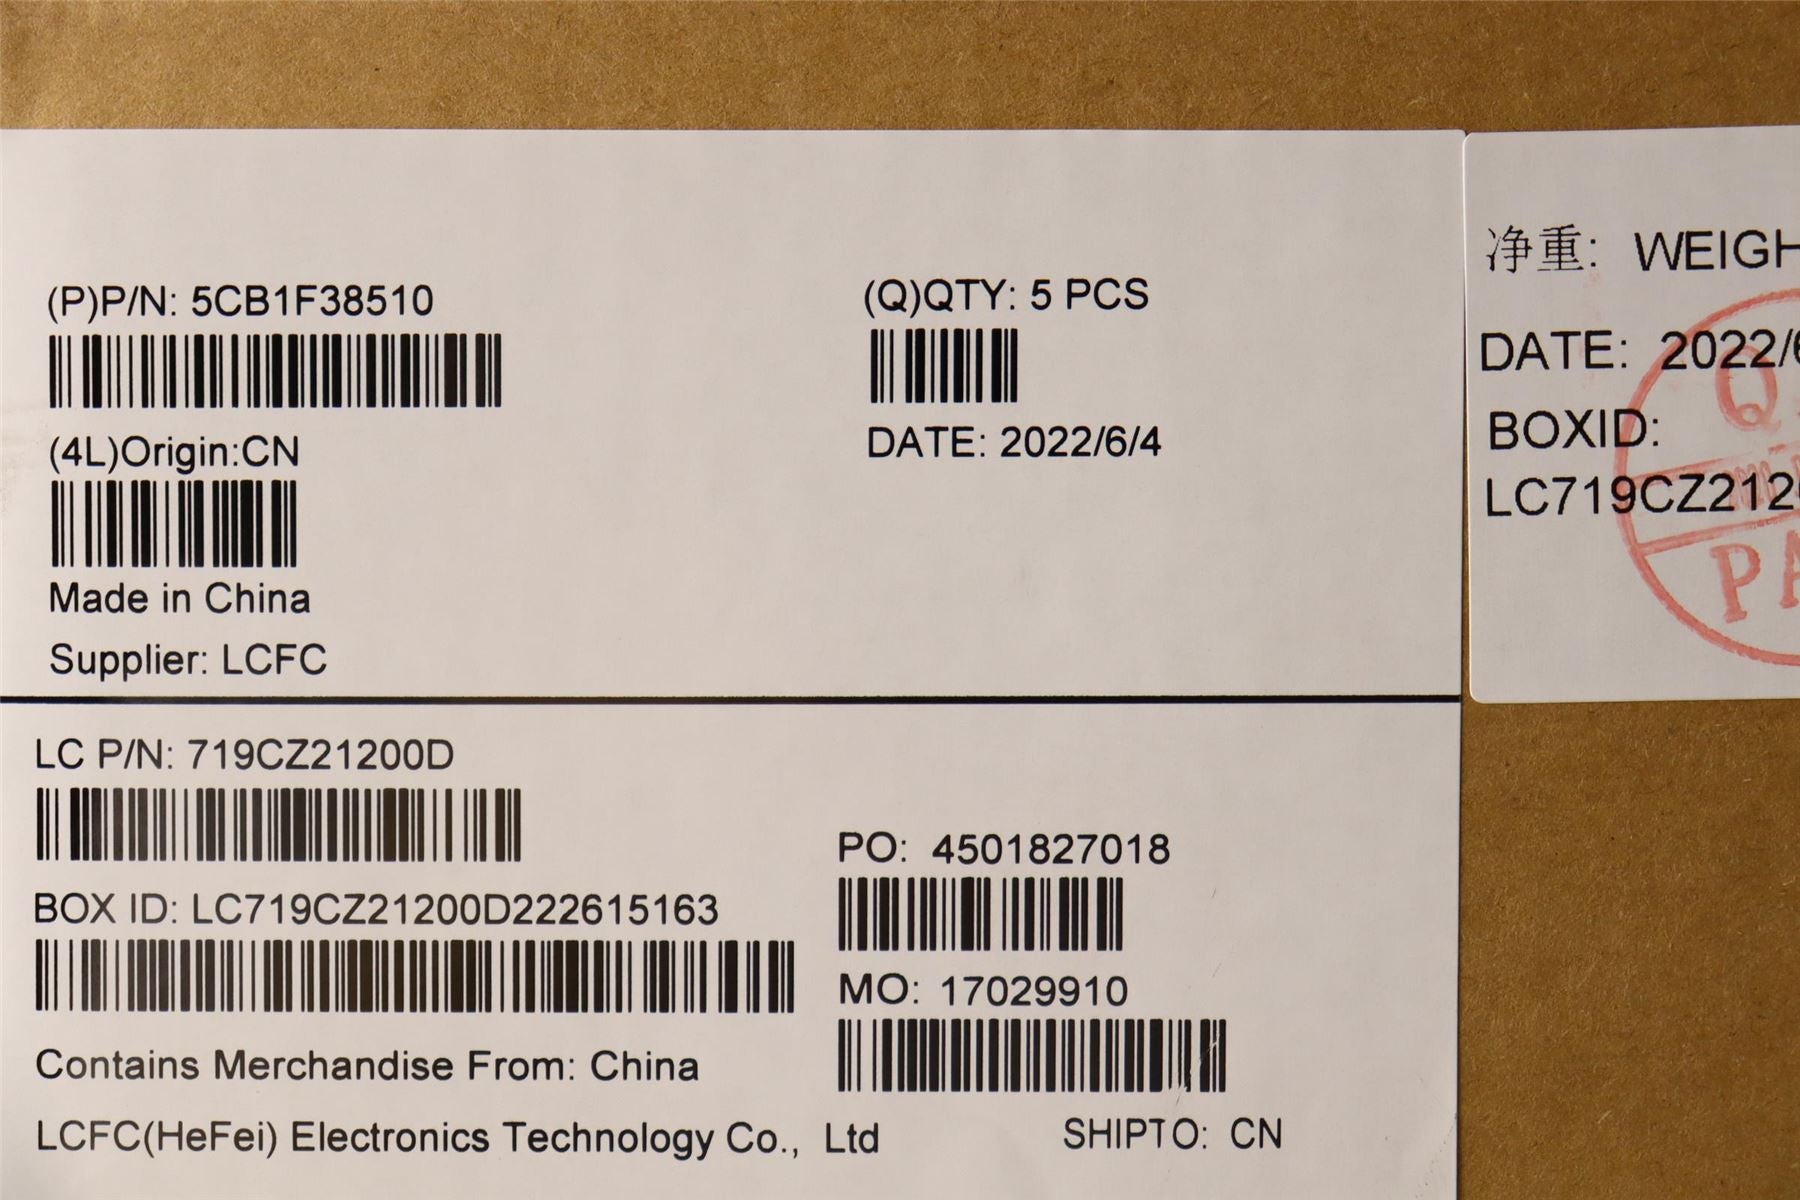 (P)P/N: 5CB1F38510
(Q)QTY: 5 PCS
(4L)Origin:CN
DATE: 2022/6/4
Made in China
Supplier: LCFC
LC P/N: 719CZ21200D
BOX ID: LC719CZ21200D222615163
PO: 4501827018
MO: 17029910
Contains Merchandise From: China
LCFC(HeFei) Electronics Technology Co., Ltd
SHIPTO: CN
净重: WEIGH
DATE: 2022/6
BOXID:
LC719CZ212
Q
PA